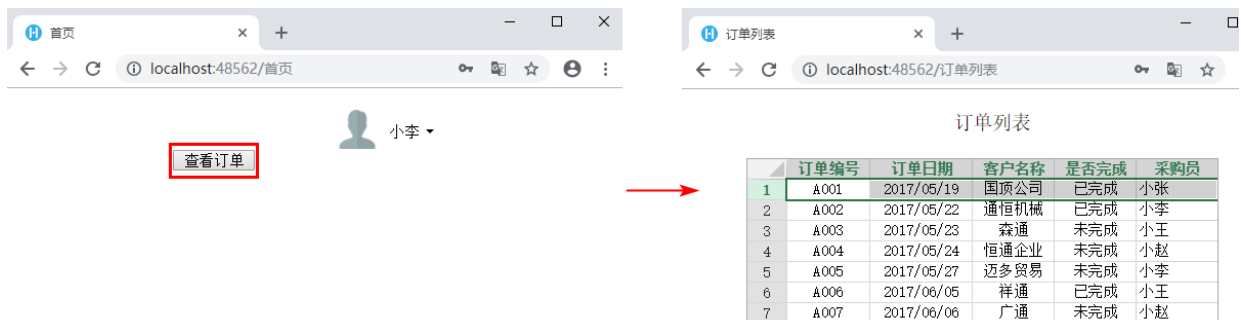 首页
localhost:48562/首页
小李
查看订单
订单列表
localhost:48562/订单列表
订单列表
订单编号 订单日期 客户名称 是否完成 采购员
1 A001 2017/05/19 国顶公司 已完成 小张
2 A002 2017/05/22 通恒机械 已完成 小李
3 A003 2017/05/23 森通 未完成 小王
4 A004 2017/05/24 恒通企业 未完成 小赵
5 A005 2017/05/27 迈多贸易 未完成 小李
6 A006 2017/06/05 祥通 已完成 小王
7 A007 2017/06/06 广通 未完成 小赵